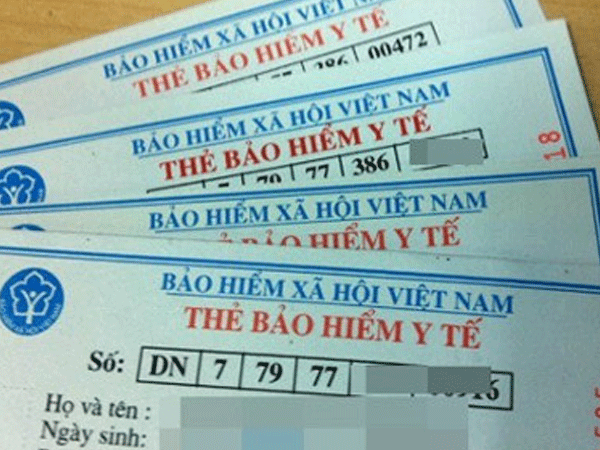 BẢO HIỂM XÃ HỘI VIỆT NAM
THẺ BẢO HIỂM Y TẾ
386 00472
BẢO HIỂM XÃ HỘI VIỆT NAM
THẺ BẢO HIỂM Y TẾ
7 79 77 386
18
BẢO HIỂM XÃ HỘI VIỆT NAM
THẺ BẢO HIỂM Y TẾ
BẢO HIỂM XÃ HỘI VIỆT NAM
THẺ BẢO HIỂM Y TẾ
Số: DN 7 79 77
Họ và tên :
Ngày sinh: